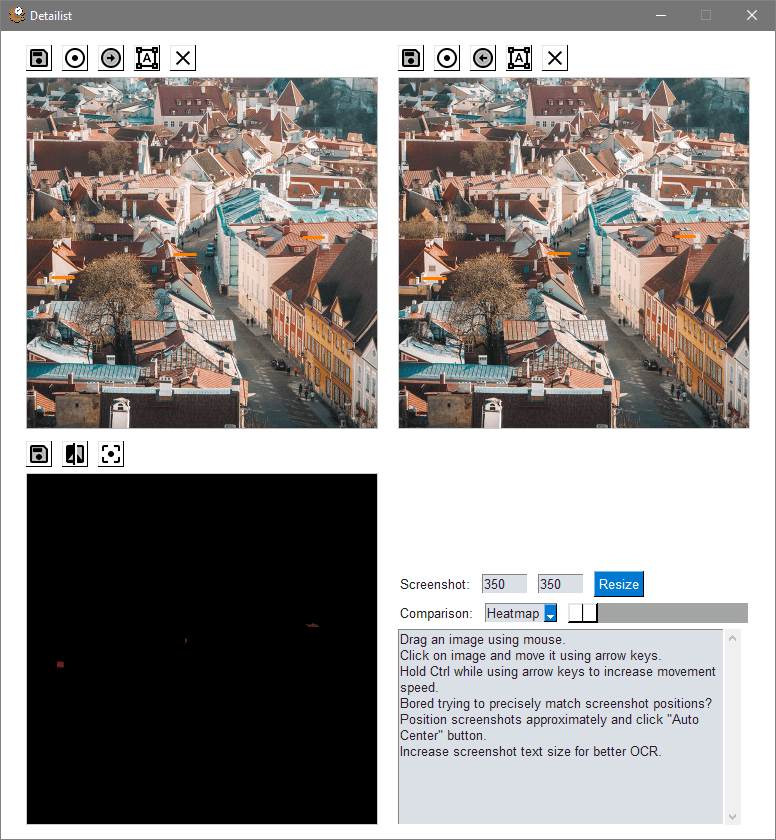 Detailist
A
A
Screenshot: 350 350 Resize
Comparison: Heatmap
Drag an image using mouse.
Click on image and move it using arrow keys.
Hold Ctrl while using arrow keys to increase movement
speed.
Bored trying to precisely match screenshot positions?
Position screenshots approximately and click "Auto
Center" button.
Increase screenshot text size for better OCR.